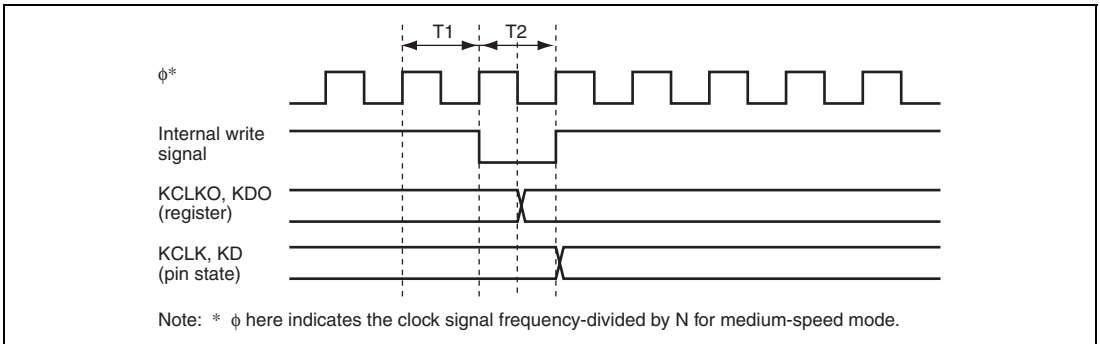 T1 T2
φ*
Internal write
signal
KCLKO, KDO
(register)
KCLK, KD
(pin state)
Note: * φ here indicates the clock signal frequency-divided by N for medium-speed mode.